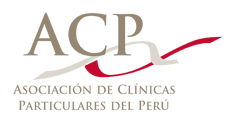 ACP
Asociación de Clínicas
Particulares del Perú